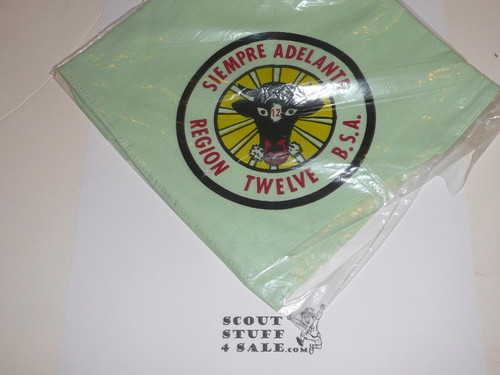 SIEMPRE ADELANTE
12
REGION TWELVE B.S.A.
SCOUT
STUFF
4 SALE.com